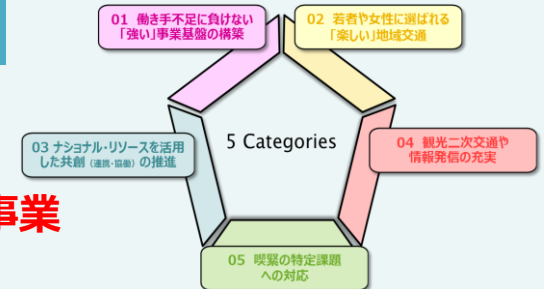 01 働き手不足に負けない
「強い」事業基盤の構築
02 若者や女性に選ばれる
「楽しい」地域交通
03 ナショナル・リソースを活用
した共創（連携・協働）の推進
5 Categories
04 観光二次交通や
情報発信の充実
事業
05 喫緊の特定課題
への対応